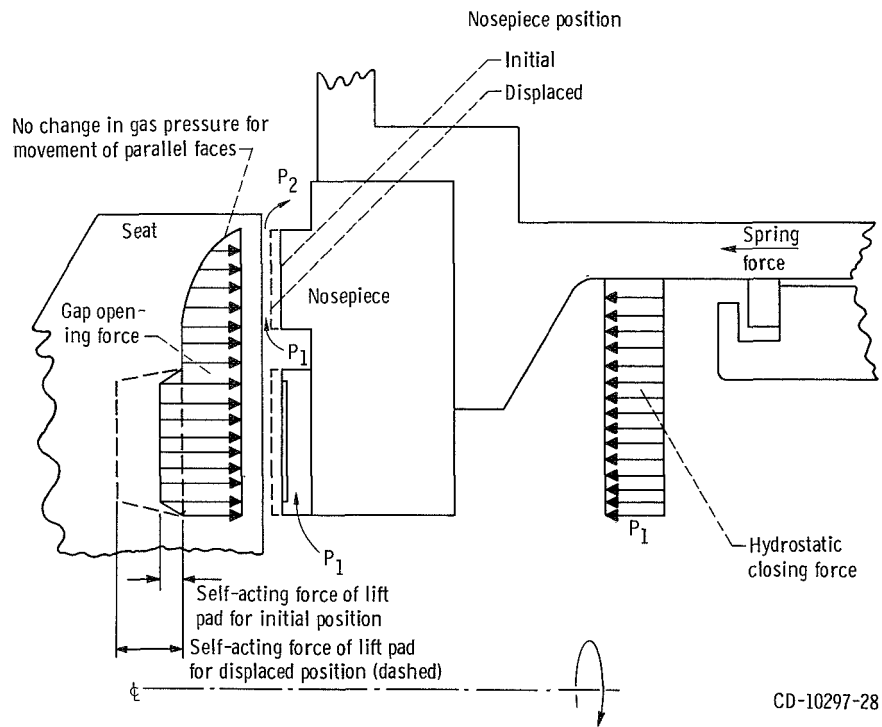 Nosepiece position
Initial
Displaced
No change in gas pressure for
movement of parallel faces
P2
Seat
Spring
force
Nosepiece
Gap open-
ing force
P1
P1
P1
Hydrostatic
closing force
Self-acting force of lift
pad for initial position
Self-acting force of lift pad
for displaced position (dashed)
℄
CD-10297-28